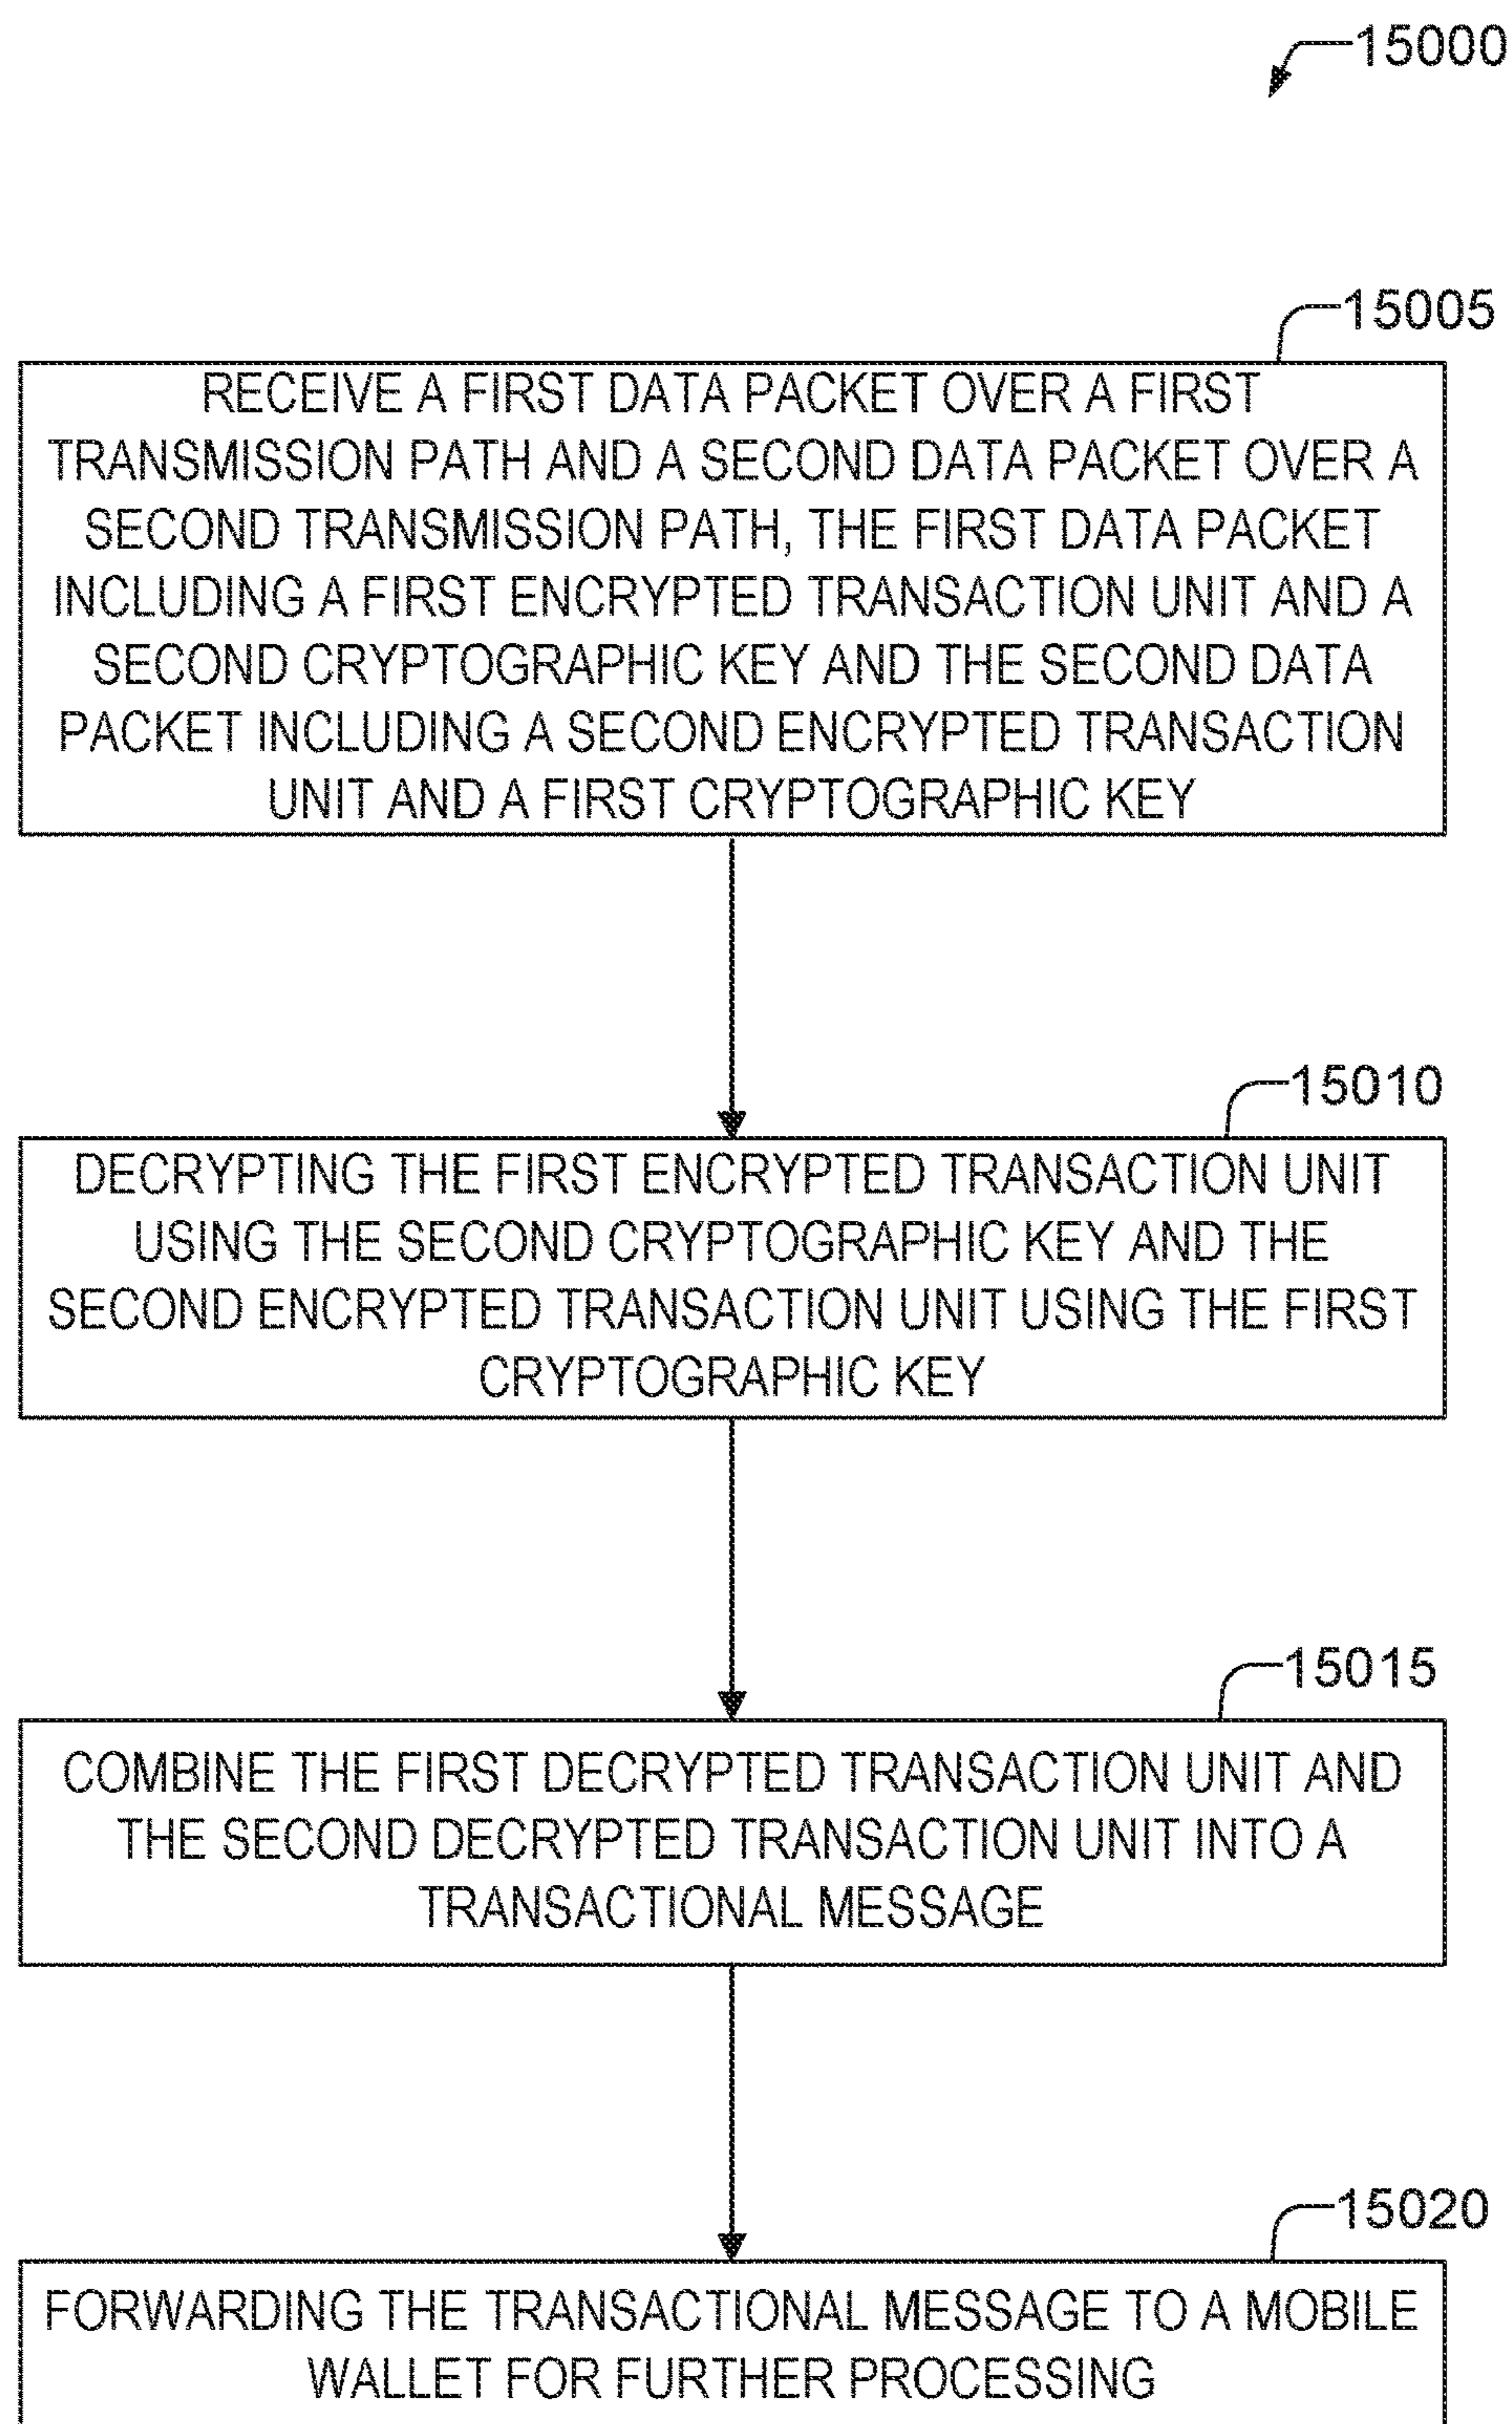 15000
15005
RECEIVE A FIRST DATA PACKET OVER A FIRST
TRANSMISSION PATH AND A SECOND DATA PACKET OVER A
SECOND TRANSMISSION PATH, THE FIRST DATA PACKET
INCLUDING A FIRST ENCRYPTED TRANSACTION UNIT AND A
SECOND CRYPTOGRAPHIC KEY AND THE SECOND DATA
PACKET INCLUDING A SECOND ENCRYPTED TRANSACTION
UNIT AND A FIRST CRYPTOGRAPHIC KEY
15010
DECRYPTING THE FIRST ENCRYPTED TRANSACTION UNIT
USING THE SECOND CRYPTOGRAPHIC KEY AND THE
SECOND ENCRYPTED TRANSACTION UNIT USING THE FIRST
CRYPTOGRAPHIC KEY
15015
COMBINE THE FIRST DECRYPTED TRANSACTION UNIT AND
THE SECOND DECRYPTED TRANSACTION UNIT INTO A
TRANSACTIONAL MESSAGE
15020
FORWARDING THE TRANSACTIONAL MESSAGE TO A MOBILE
WALLET FOR FURTHER PROCESSING